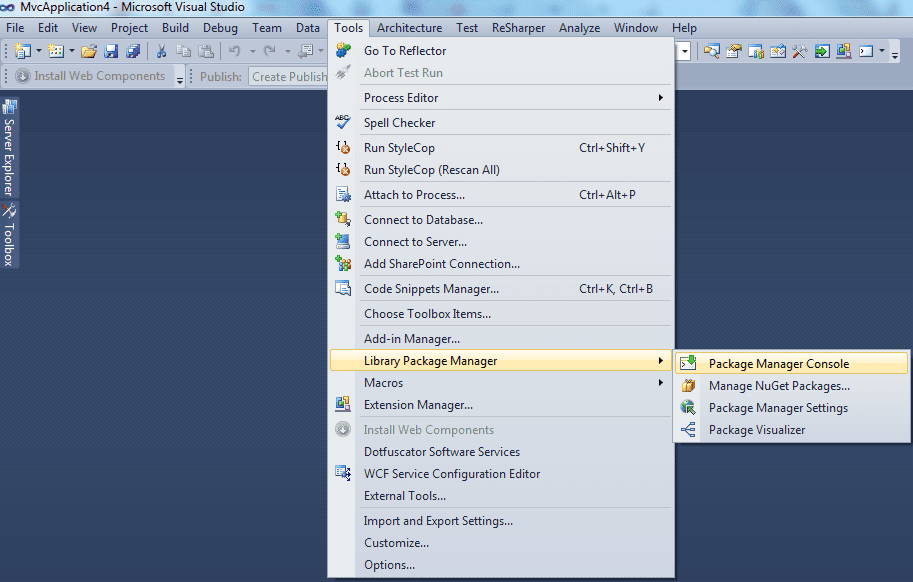 MvcApplication4 - Microsoft Visual Studio
File Edit View Project Build Debug Team Data Tools Architecture Test ReSharper Analyze Window Help
Install Web Components Publish: Create Publish
Server Explorer
Toolbox
Go To Reflector
Abort Test Run
Process Editor
ABC Spell Checker
Run StyleCop Ctrl+Shift+Y
Run StyleCop (Rescan All)
Attach to Process... Ctrl+Alt+P
Connect to Database...
Connect to Server...
Add SharePoint Connection...
Code Snippets Manager... Ctrl+K, Ctrl+B
Choose Toolbox Items...
Add-in Manager...
Library Package Manager
Macros
Extension Manager...
Install Web Components
Dotfuscator Software Services
WCF Service Configuration Editor
External Tools...
Import and Export Settings...
Customize...
Options...
Package Manager Console
Manage NuGet Packages...
Package Manager Settings
Package Visualizer